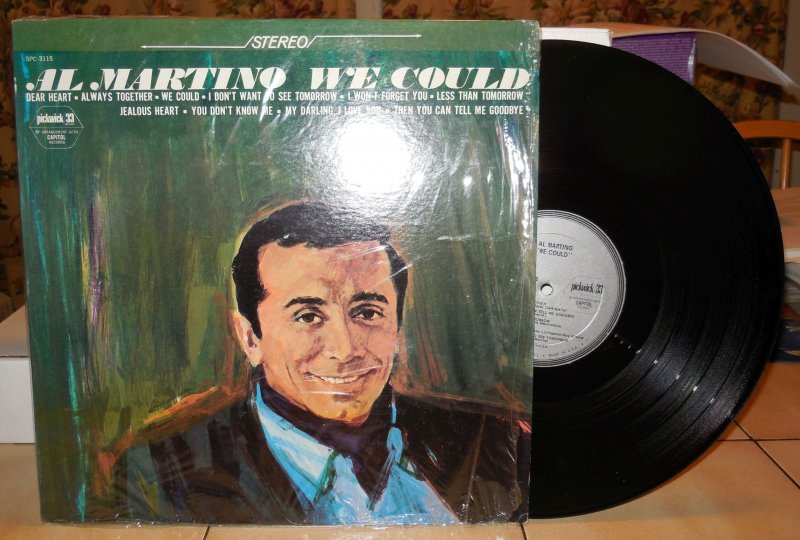 STEREO
SPC-3115
AL MARTINO WE COULD
DEAR HEART • ALWAYS TOGETHER • WE COULD • I DON'T WANT TO SEE TOMORROW • I WON'T FORGET YOU • LESS THAN TOMORROW
JEALOUS HEART • YOU DON'T KNOW ME • MY DARLING I LOVE YOU • THEN YOU CAN TELL ME GOODBYE
pickwick 33
BY ARRANGEMENT WITH
CAPITOL
RECORDS
AL MARTINO
"WE COULD"
pickwick 33
CAPITOL